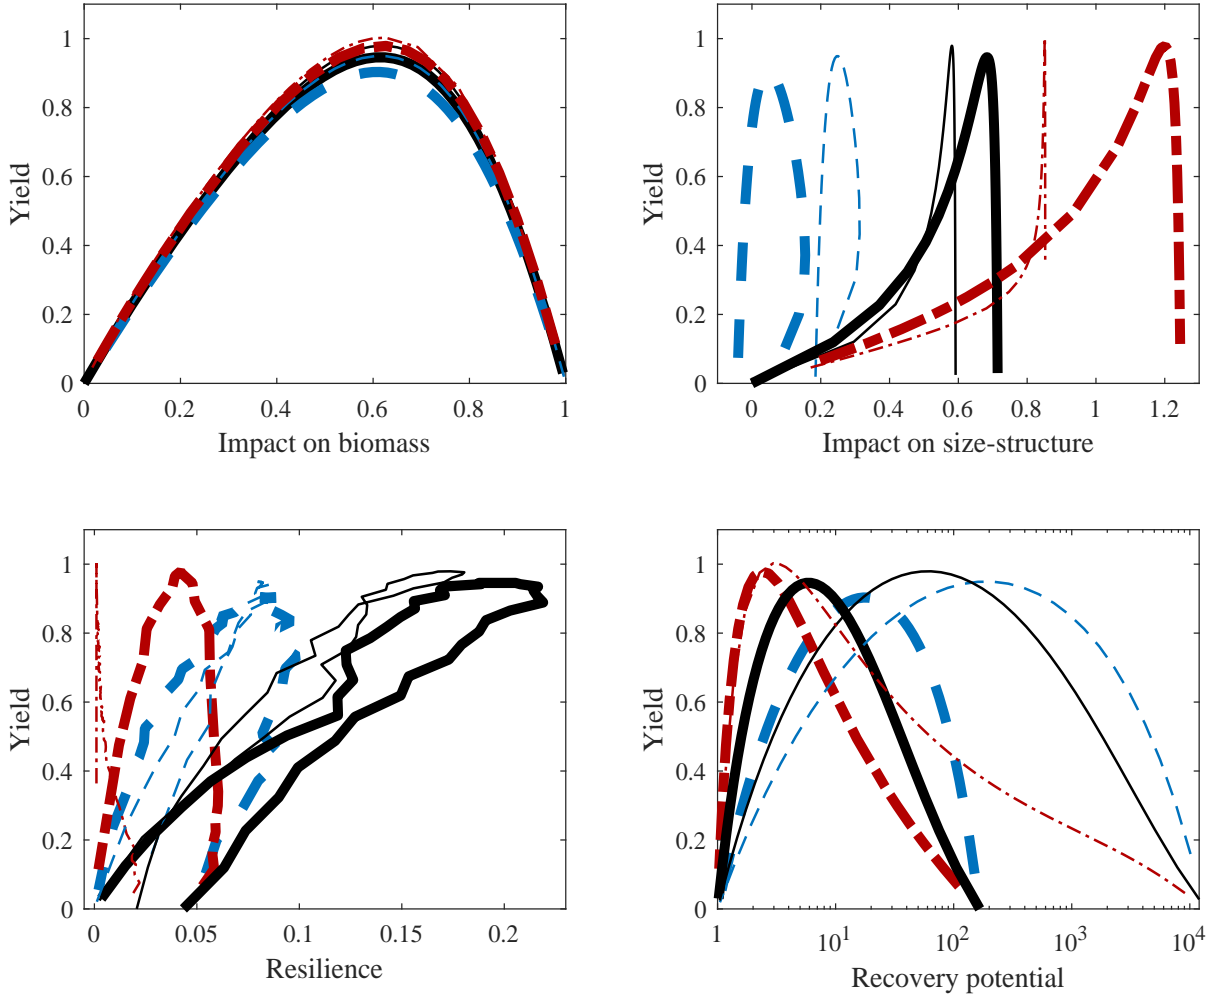 1
0.8
0.6
0.4
0.2
0
Yield
0 0.2 0.4 0.6 0.8 1
Impact on biomass
1
0.8
0.6
0.4
0.2
0
Yield
0 0.2 0.4 0.6 0.8 1 1.2
Impact on size-structure
1
0.8
0.6
0.4
0.2
0
Yield
0 0.05 0.1 0.15 0.2
Resilience
1
0.8
0.6
0.4
0.2
0
Yield
1 10^1 10^2 10^3 10^4
Recovery potential